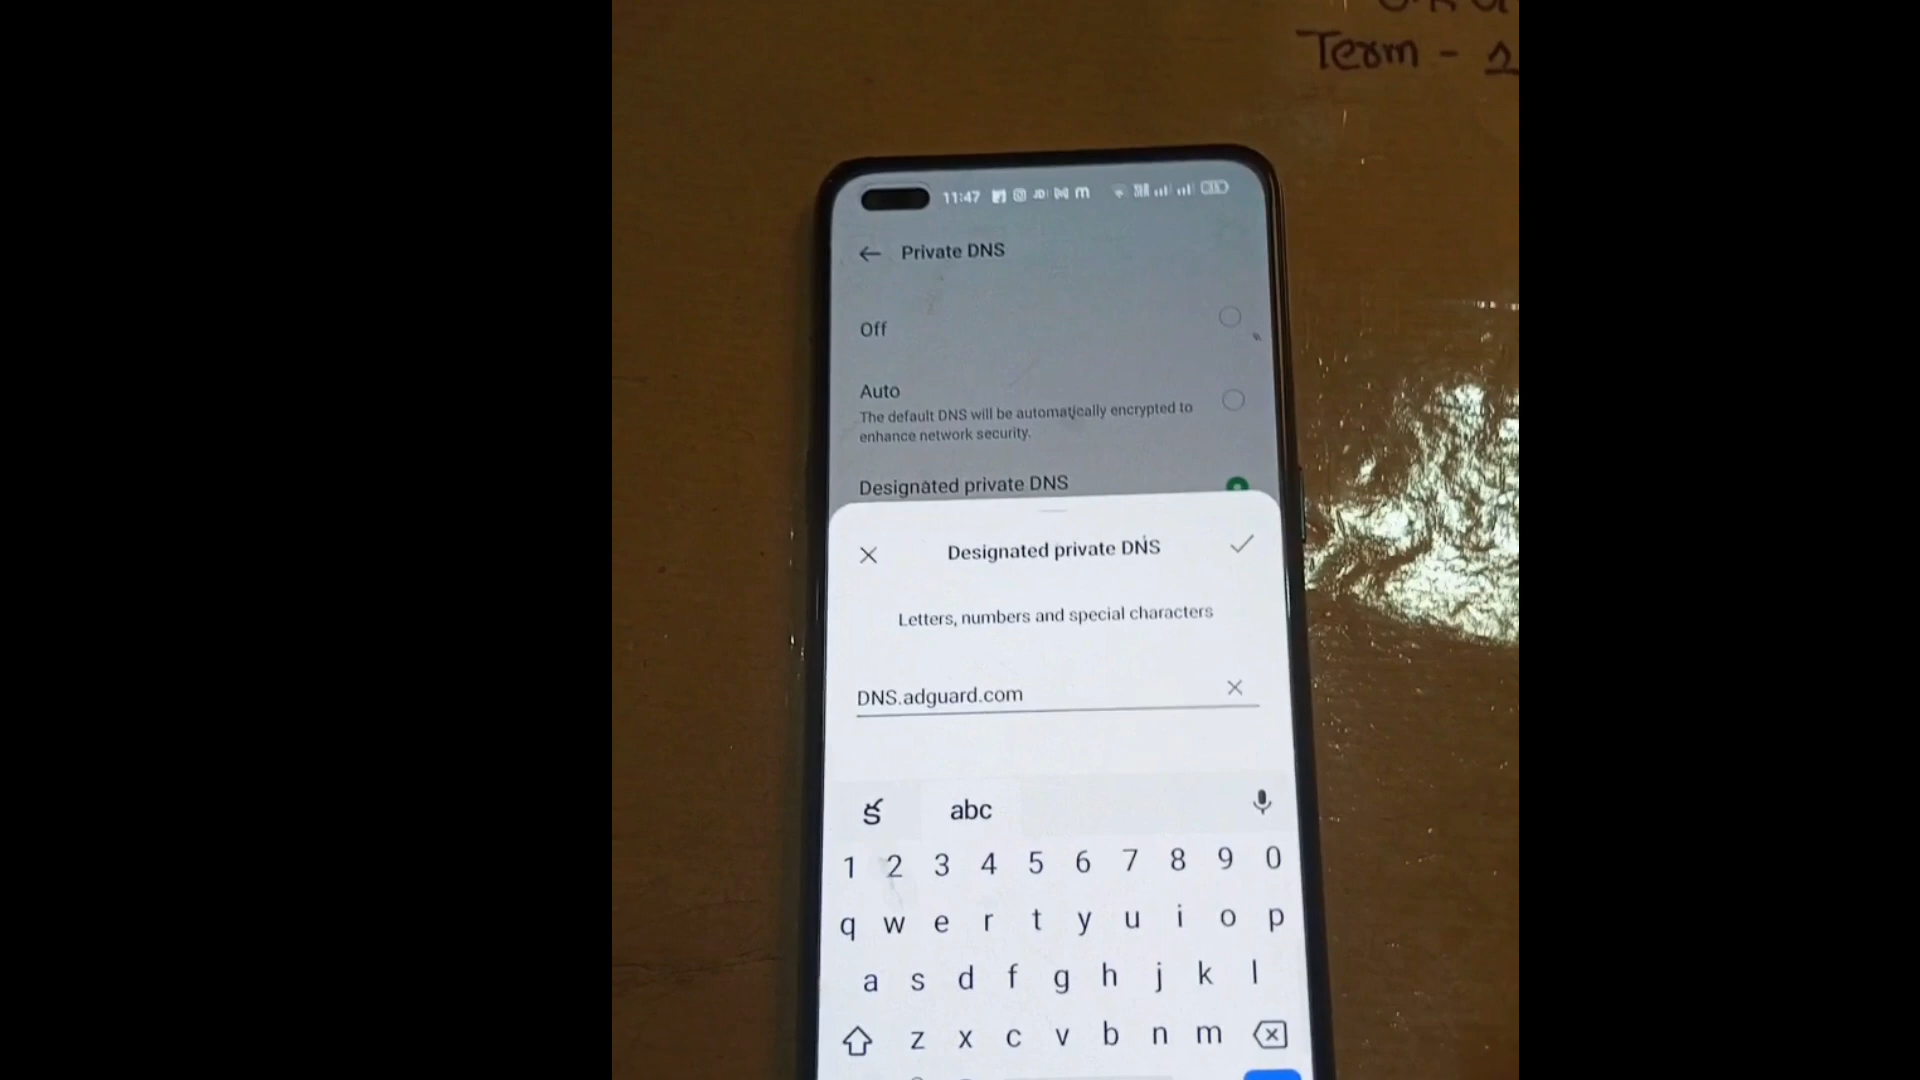 Term - 1
11:47
Private DNS
Off
Auto
The default DNS will be automatically encrypted to
enhance network security.
Designated private DNS
Designated private DNS
Letters, numbers and special characters
DNS.adguard.com
క abc
1 2 3 4 5 6 7 8 9 0
q w e r t y u i o p
a s d f g h j k l
z x c v b n m